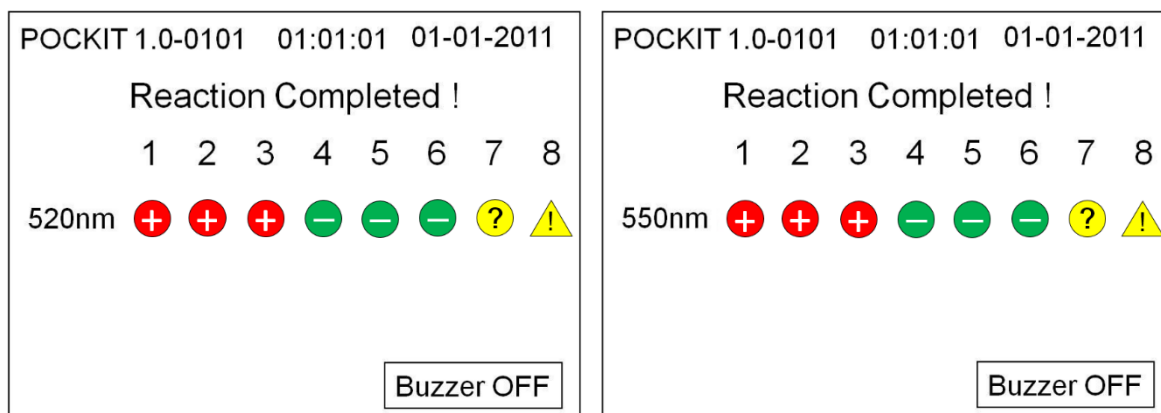 POCKIT 1.0-0101 01:01:01 01-01-2011
Reaction Completed !
1 2 3 4 5 6 7 8
520nm + + + − − − ? !
Buzzer OFF
POCKIT 1.0-0101 01:01:01 01-01-2011
Reaction Completed !
1 2 3 4 5 6 7 8
550nm + + + − − − ? !
Buzzer OFF